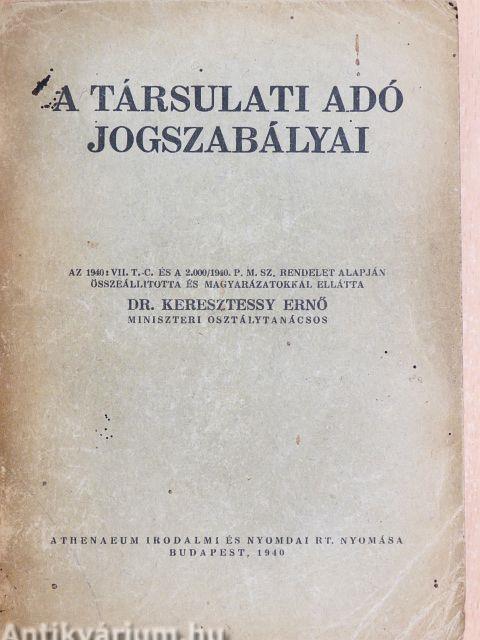 A TÁRSULATI ADÓ
JOGSZABÁLYAI
AZ 1940: VII. T.-C. ÉS A 2.000/1940. P. M. SZ. RENDELET ALAPJÁN
ÖSSZEÁLLITOTTA ÉS MAGYARÁZATOKKAL ELLÁTTA
DR. KERESZTESSY ERNŐ
MINISZTERI OSZTÁLYTANÁCSOS
ATHENAEUM IRODALMI ÉS NYOMDAI RT. NYOMÁSA
BUDAPEST, 1940
Antikvárium.hu